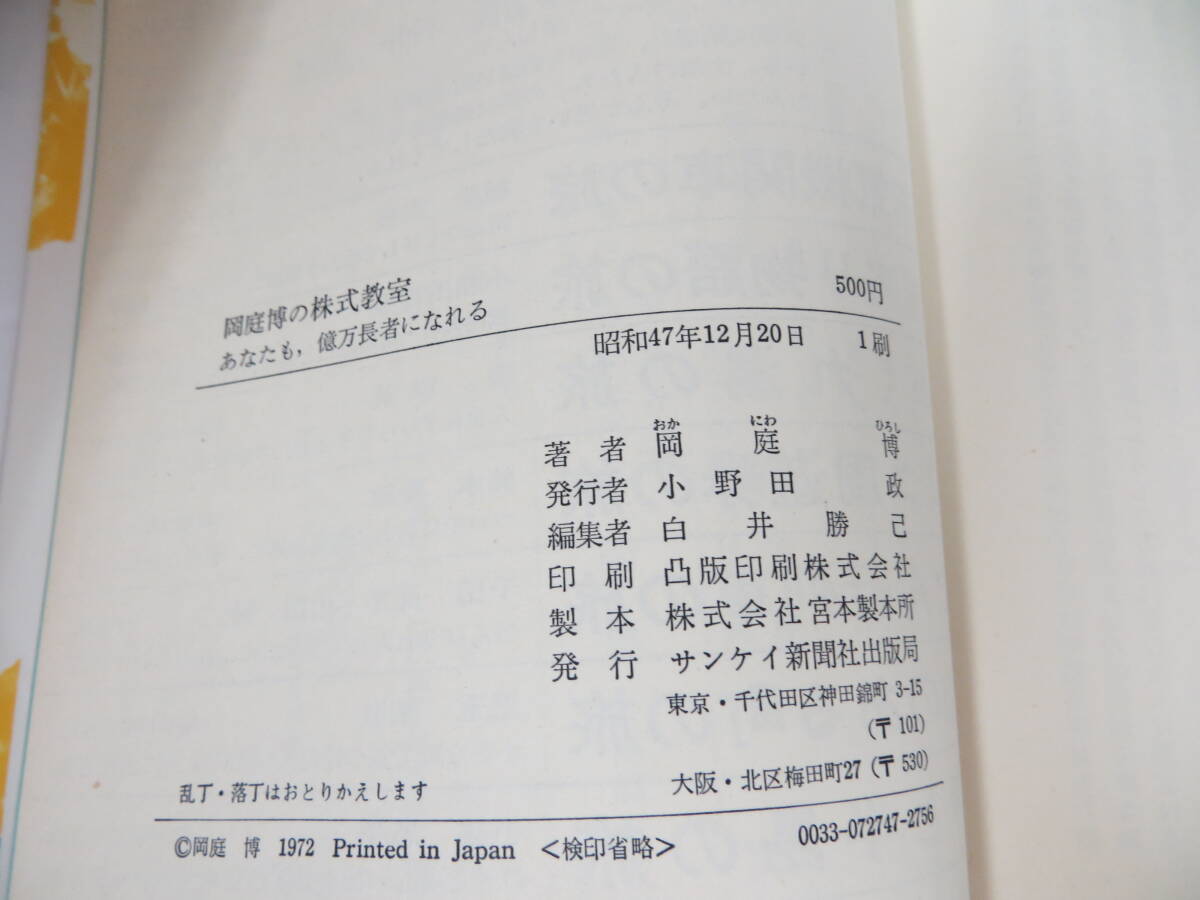 岡庭博の株式教室
あなたも,億万長者になれる
500円
昭和47年12月20日 1刷
著者 岡庭博
おか にわ ひろし
発行者 小野田政
編集者 白井勝己
印刷 凸版印刷株式会社
製本 株式会社宮本製本所
発行 サンケイ新聞社出版局
東京・千代田区神田錦町 3-15
(〒101)
大阪・北区梅田町27 (〒530)
乱丁・落丁はおとりかえします
©岡庭 博 1972 Printed in Japan <検印省略>
0033-072747-2756